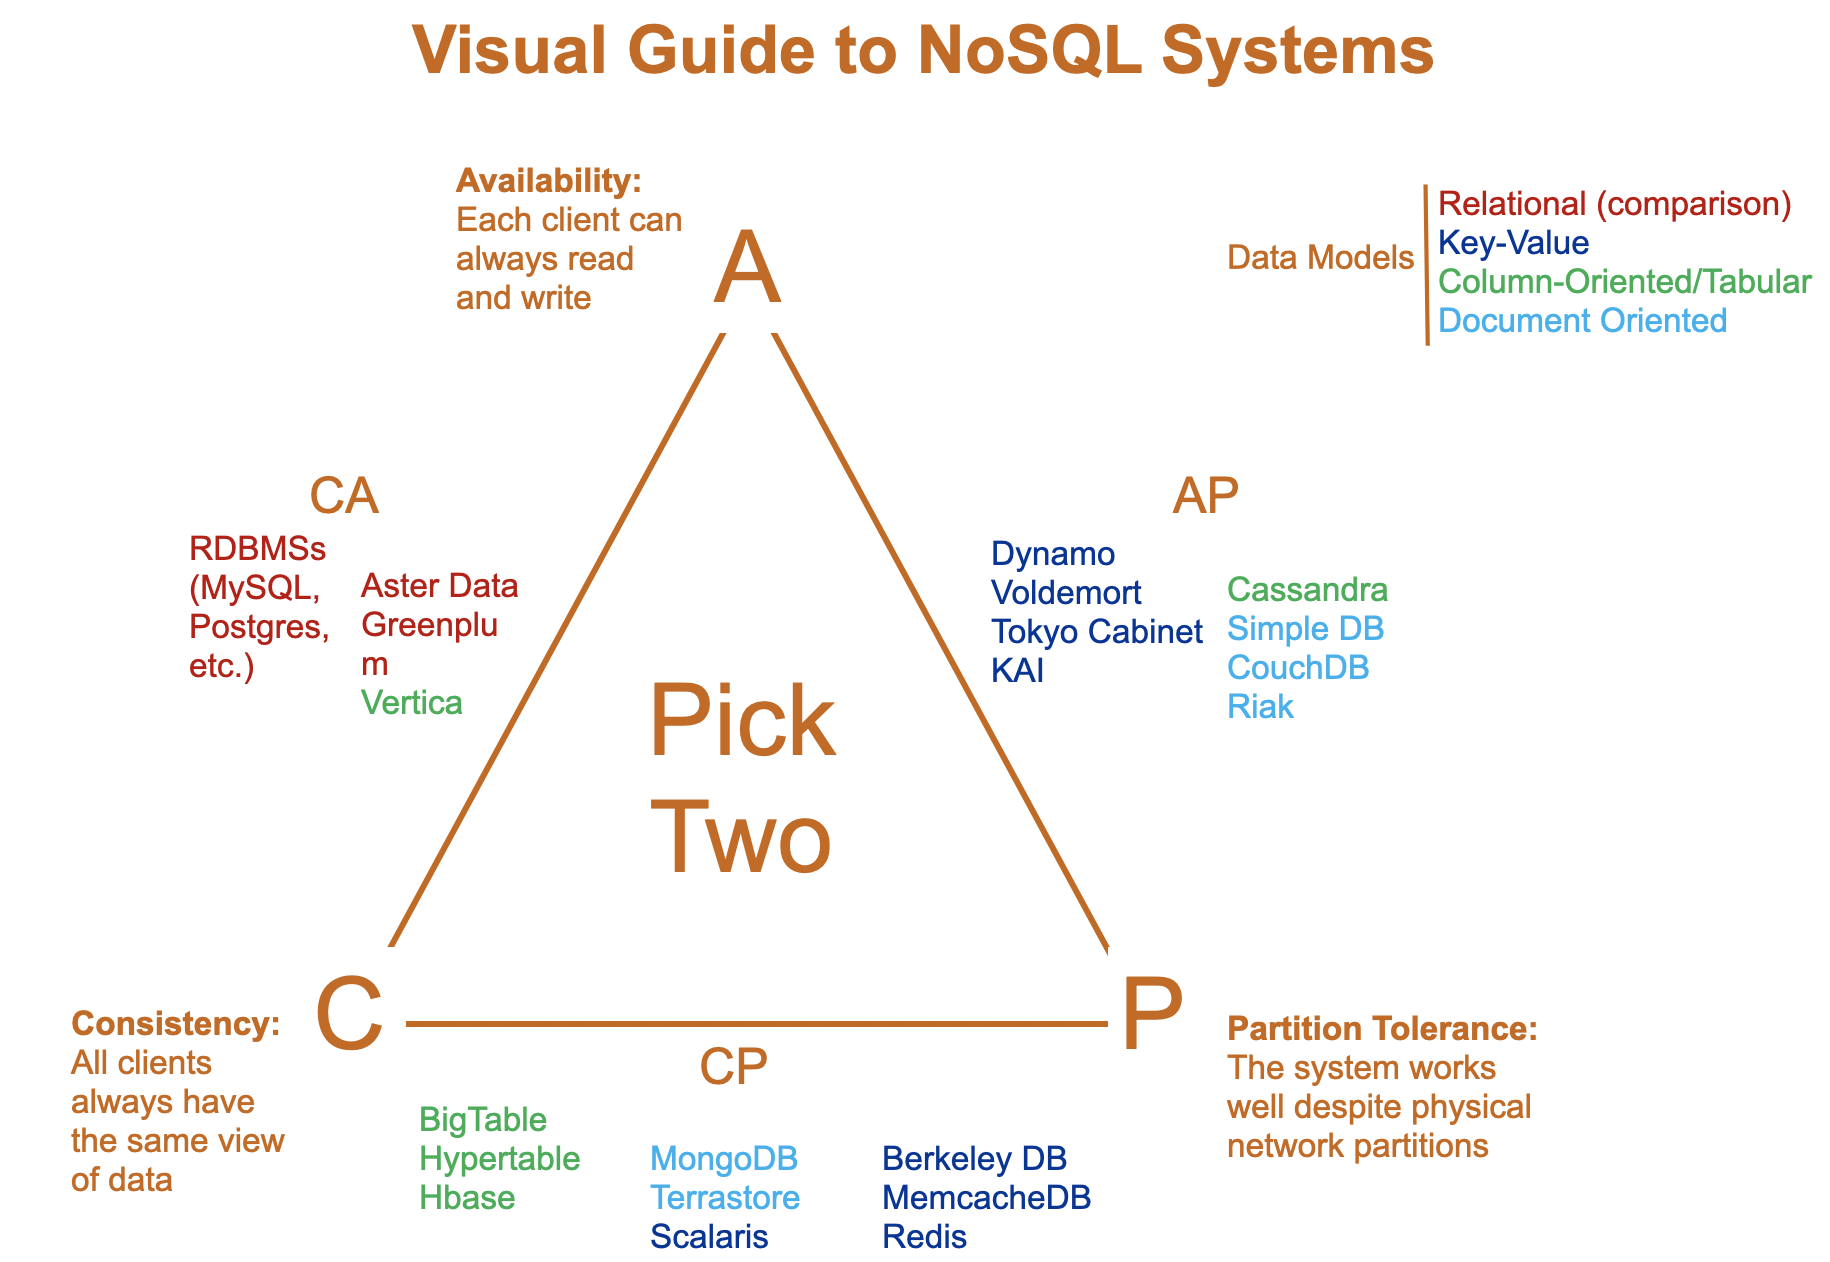 Visual Guide to NoSQL Systems
Availability:
Each client can
always read
and write
A
Data Models
Relational (comparison)
Key-Value
Column-Oriented/Tabular
Document Oriented
CA
RDBMSs
(MySQL,
Postgres,
etc.)
Aster Data
Greenplu
m
Vertica
AP
Dynamo
Voldemort
Tokyo Cabinet
KAI
Cassandra
Simple DB
CouchDB
Riak
Pick
Two
C
Consistency:
All clients
always have
the same view
of data
P
Partition Tolerance:
The system works
well despite physical
network partitions
CP
BigTable
Hypertable
Hbase
MongoDB
Terrastore
Scalaris
Berkeley DB
MemcacheDB
Redis